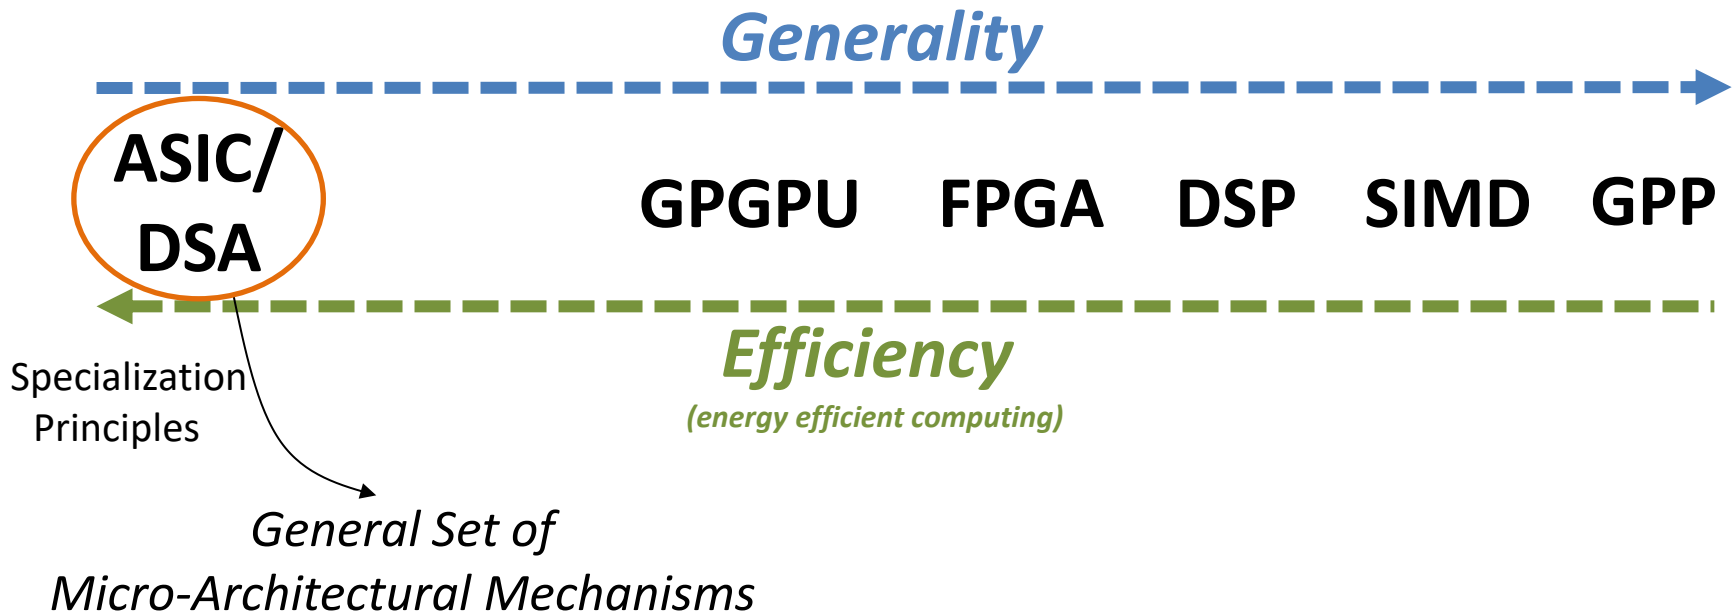 Generality
ASIC/
DSA
GPGPU FPGA DSP SIMD GPP
Efficiency
(energy efficient computing)
Specialization
Principles
General Set of
Micro-Architectural Mechanisms